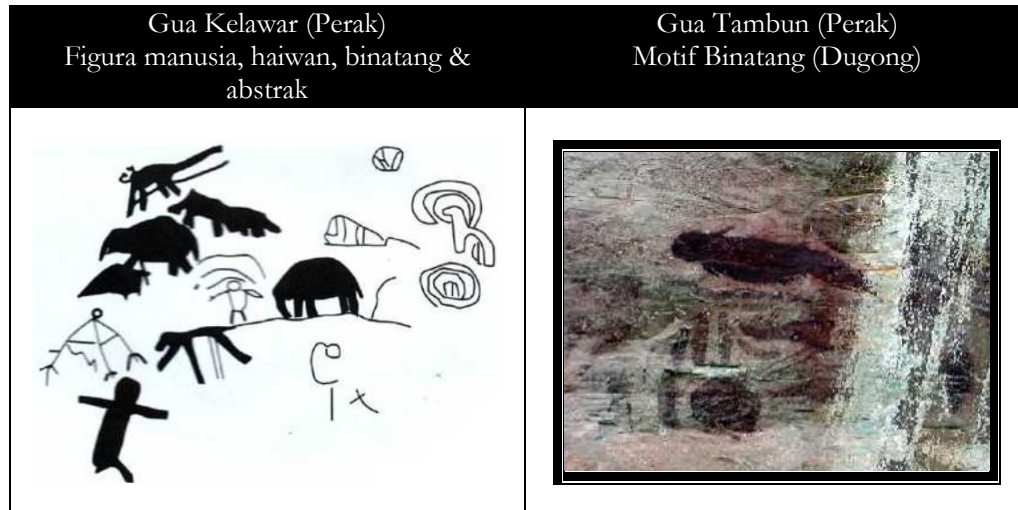 Gua Kelawar (Perak)
Figura manusia, haiwan, binatang &
abstrak
Gua Tambun (Perak)
Motif Binatang (Dugong)